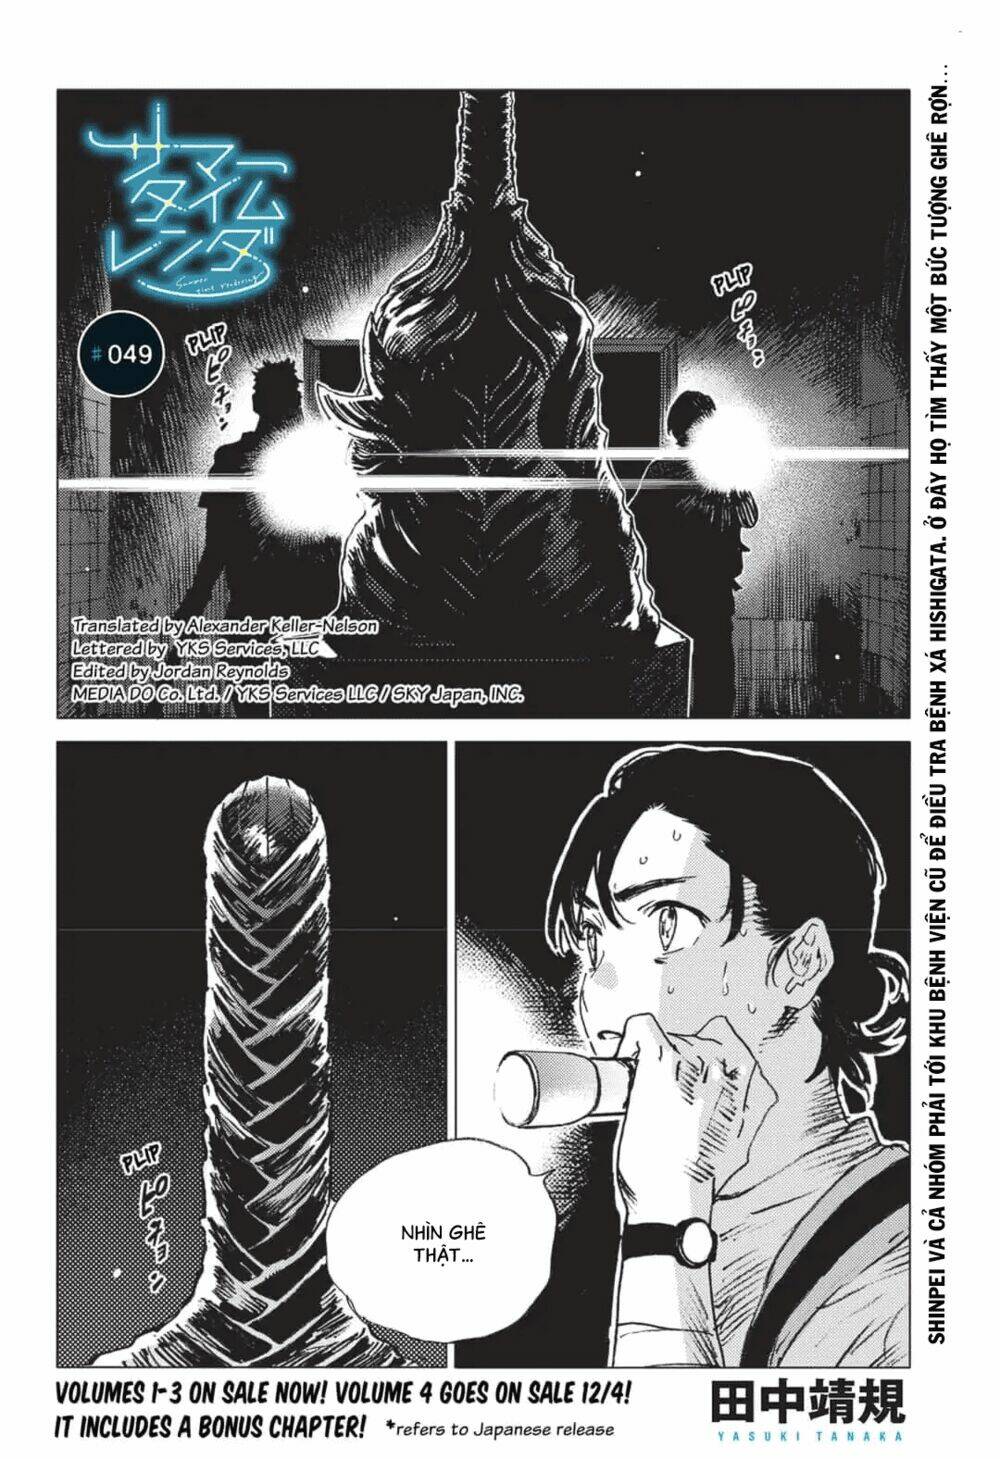 サマータイムレンダ
Summer time rendering
#049
PLIP
ピチョン
PLIP
ピチョン
Translated by Alexander Keller-Nelson
Lettered by YKS Services, LLC
Edited by Jordan Reynolds
MEDIA DO Co. Ltd. / YKS Services LLC / SKY Japan, INC.
SHINPEI VÀ CẢ NHÓM PHẢI TỚI KHU BỆNH VIỆN CŨ ĐỂ ĐIỀU TRA BỆNH XÁ HISHIGATA. Ở ĐÂY HỌ TÌM THẤY MỘT BỨC TƯỢNG GHÊ RỢN...
PLIP
ピチョン
NHÌN GHÊ
THẬT...
VOLUMES 1-3 ON SALE NOW! VOLUME 4 GOES ON SALE 12/4!
IT INCLUDES A BONUS CHAPTER! *refers to Japanese release
田中靖規
YASUKI TANAKA